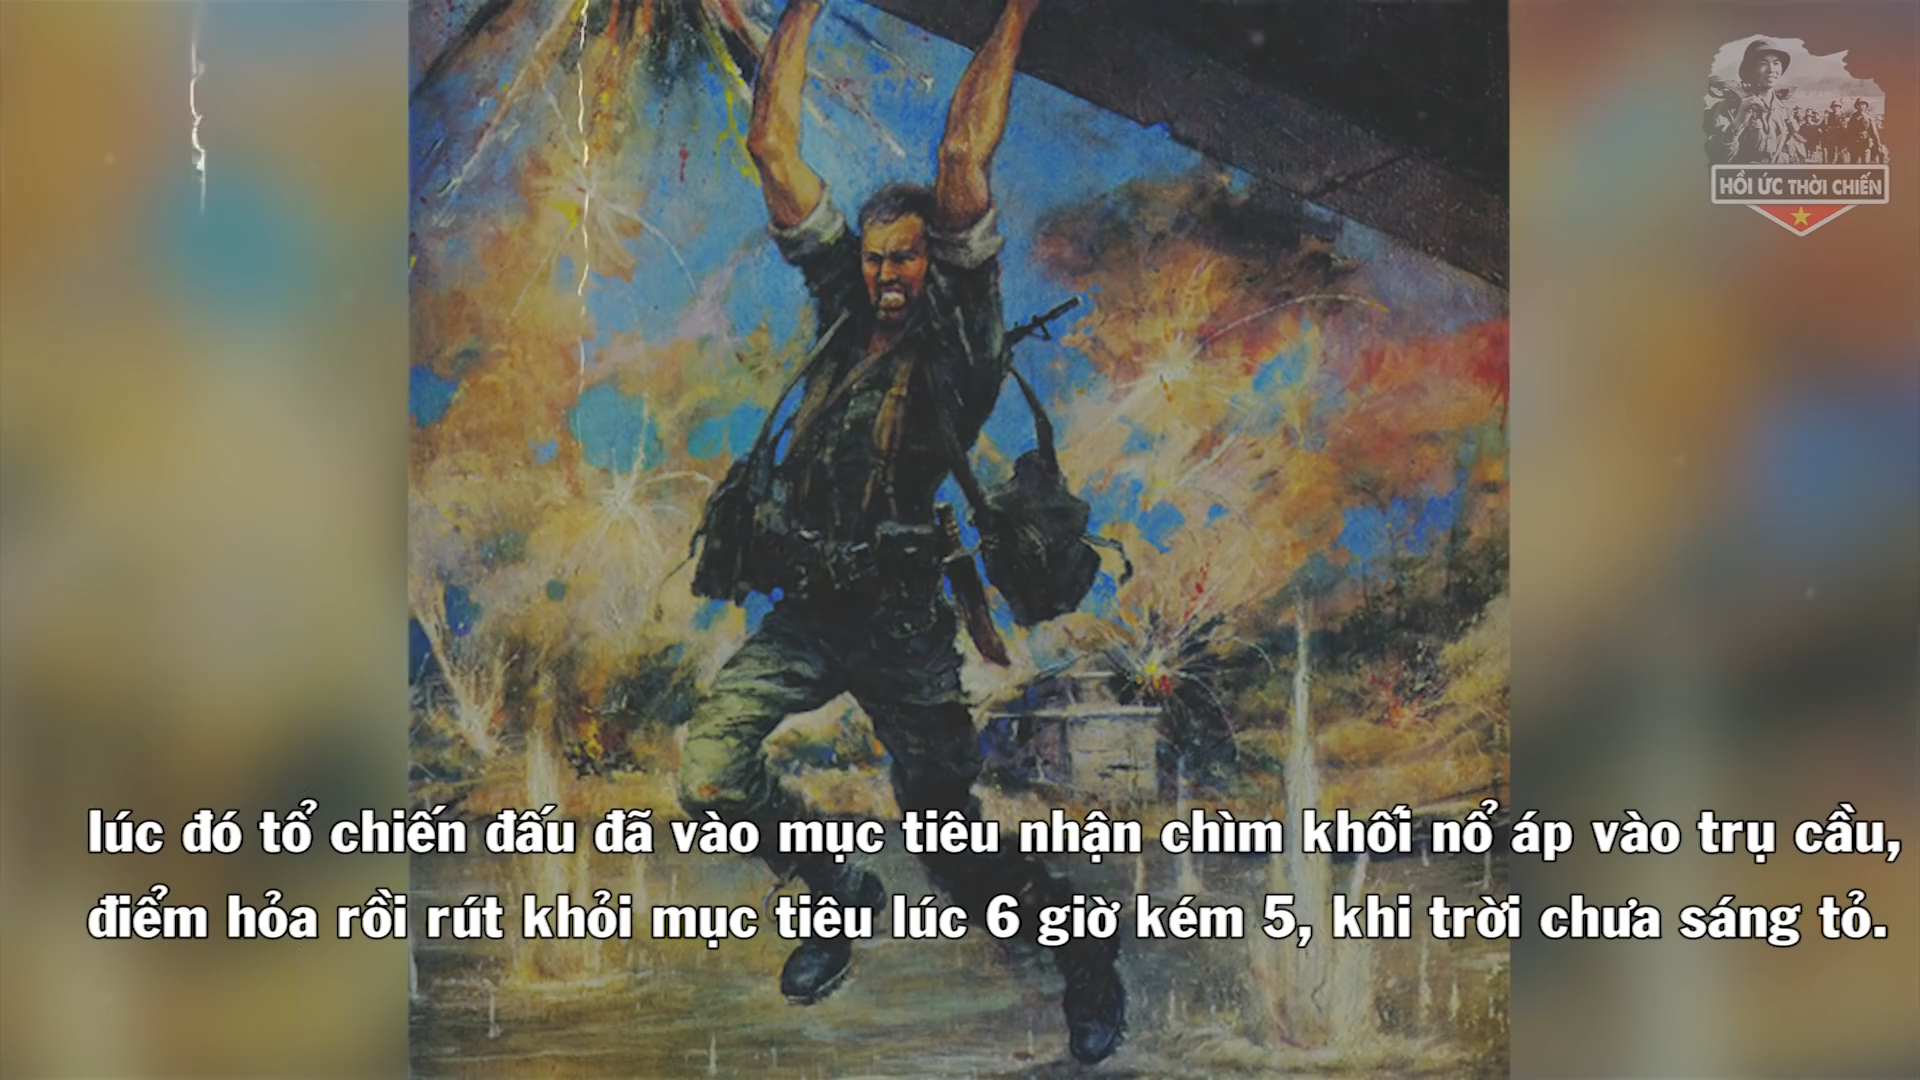 HỒI ỨC THỜI CHIẾN
lúc đó tổ chiến đấu đã vào mục tiêu nhận chìm khối nổ áp vào trụ cầu,
điểm hỏa rồi rút khỏi mục tiêu lúc 6 giờ kém 5, khi trời chưa sáng tỏ.